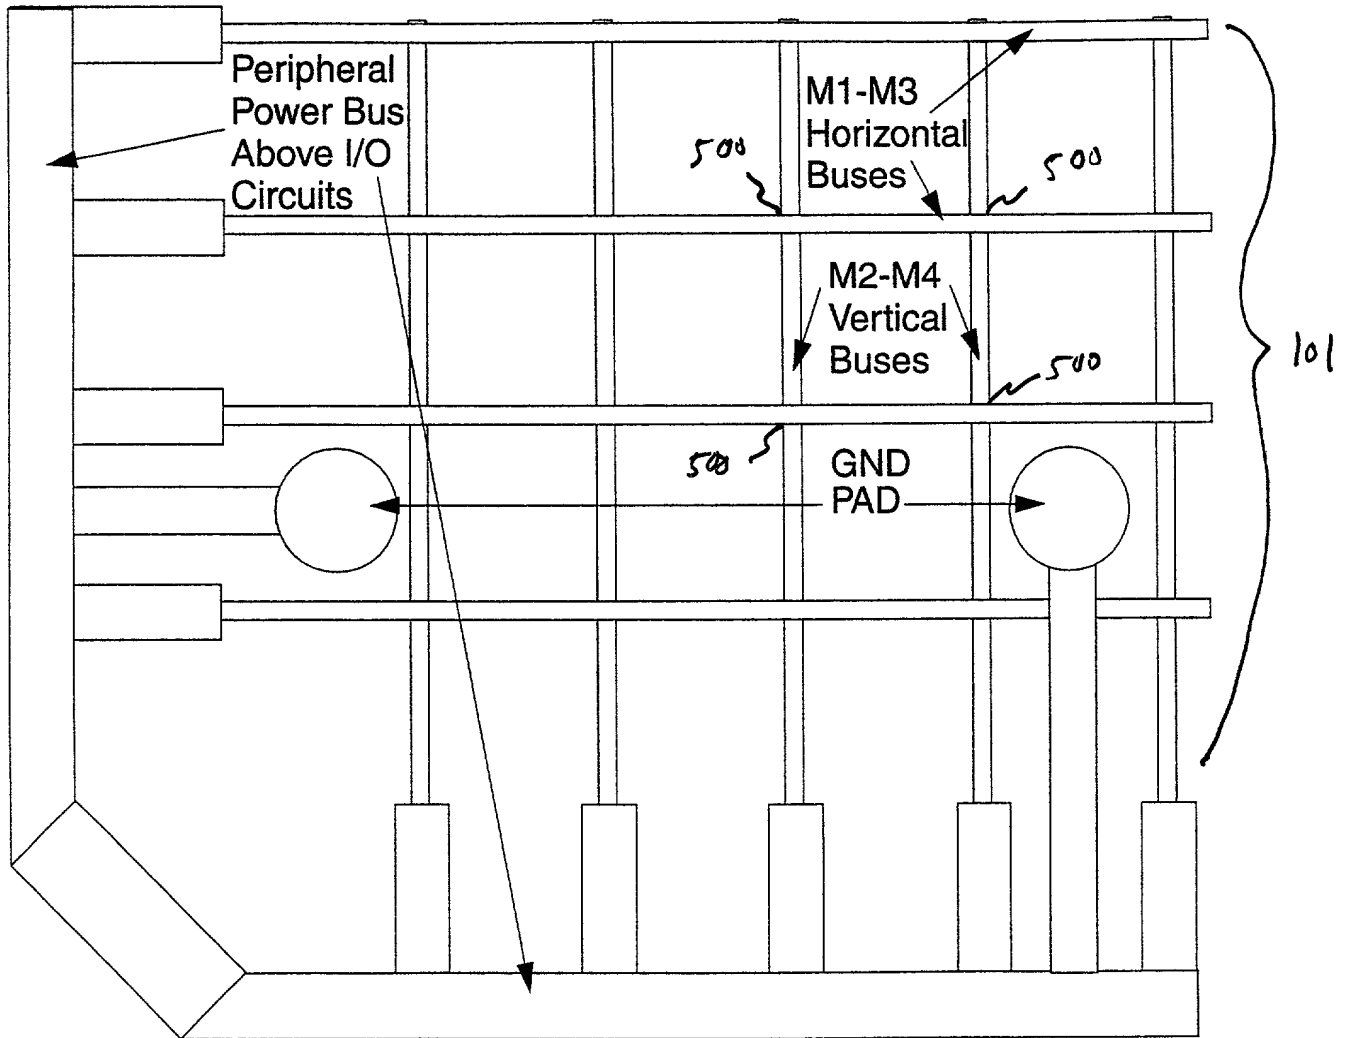 Peripheral
Power Bus
Above I/O
Circuits
M1-M3
Horizontal
Buses
500
500
M2-M4
Vertical
Buses
101
500
500
GND
PAD